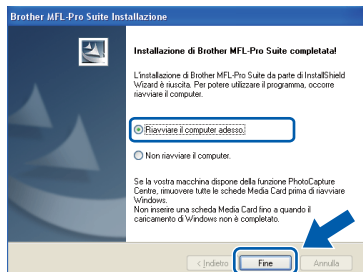 Brother MFL-Pro Suite Installazione
Installazione di Brother MFL-Pro Suite completata!
L'installazione di Brother MFL-Pro Suite da parte di InstallShield
Wizard è riuscita. Per potere utilizzare il programma, occorre
riavviare il computer.
Riavviare il computer adesso.
Non riavviare il computer.
Se la vostra macchina dispone della funzione PhotoCapture
Centre, rimuovere tutte le schede Media Card prima di riavviare
Windows.
Non inserire una scheda Media Card fino a quando il
caricamento di Windows non è completato.
< Indietro
Fine
Annulla